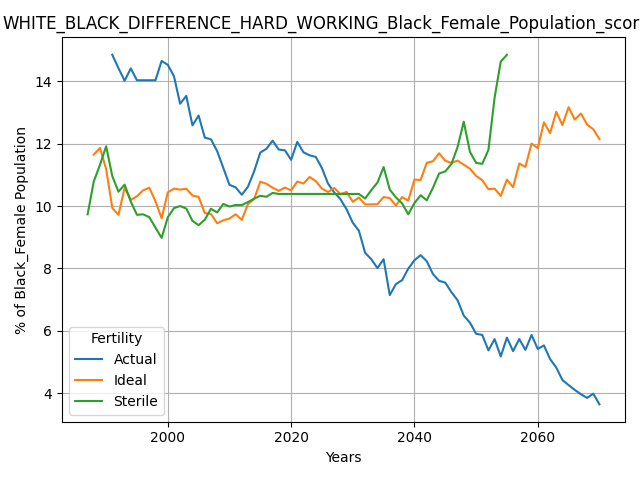 WHITE_BLACK_DIFFERENCE_HARD_WORKING_Black_Female_Population_scor
14
12
10
8
6
4
% of Black_Female Population
Fertility
Actual
Ideal
Sterile
2000 2020 2040 2060
Years